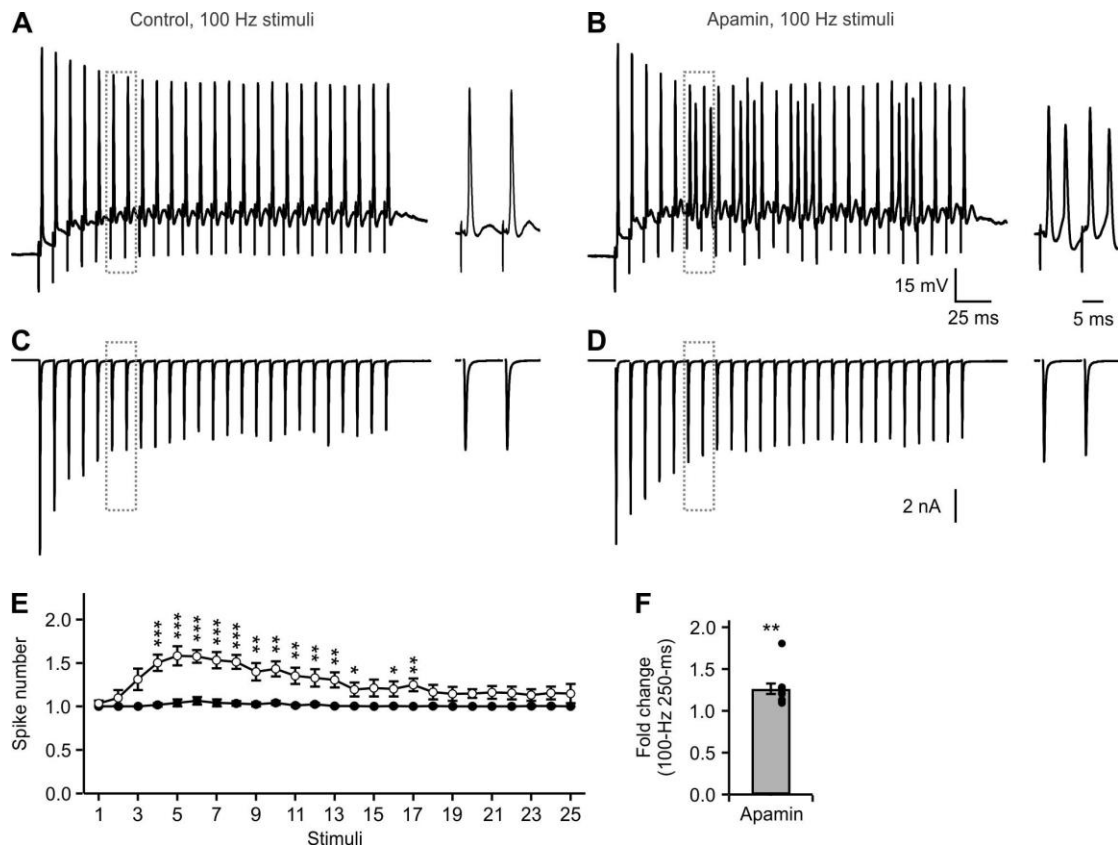 A
Control, 100 Hz stimuli
B
Apamin, 100 Hz stimuli
15 mV
25 ms
5 ms
C
D
2 nA
E
Spike number
2.0
1.5
1.0
0.5
0.0
*** *** *** *** *** ** ** ** ** ** * * **
1 3 5 7 9 11 13 15 17 19 21 23 25
Stimuli
F
Fold change
(100-Hz 250-ms)
2.0
1.5
1.0
0.5
0.0
**
Apamin